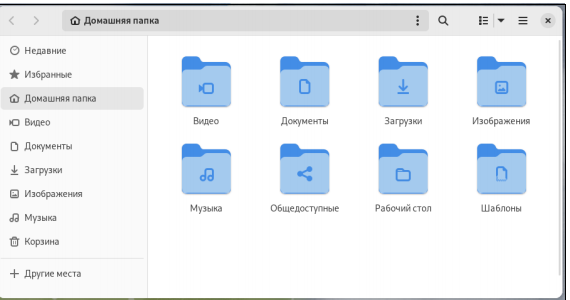 Домашняя папка
Недавние
Избранные
Домашняя папка
Видео
Документы
Загрузки
Изображения
Музыка
Корзина
Другие места
Видео
Документы
Загрузки
Изображения
Музыка
Общедоступные
Рабочий стол
Шаблоны